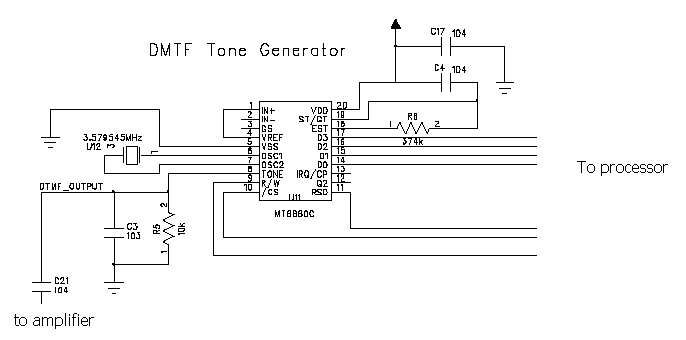 DMTF Tone Generator
C17 104
C4 104
1 IN+ VDD 20
2 IN- ST/GT 19
3 GS EST 18
4 VREF D3 17
5 VSS D2 16
6 OSC1 D1 15
7 OSC2 D0 14
8 TONE IRQ/CP 13
9 R/W Q2 12
10 /CS RS0 11
U11
MT8880C
R8
1 2
374k
3.579545MHz
U12 3
1
DTMF_OUTPUT
2
C3
103
R5 10k
1
C21
104
To processor
to amplifier